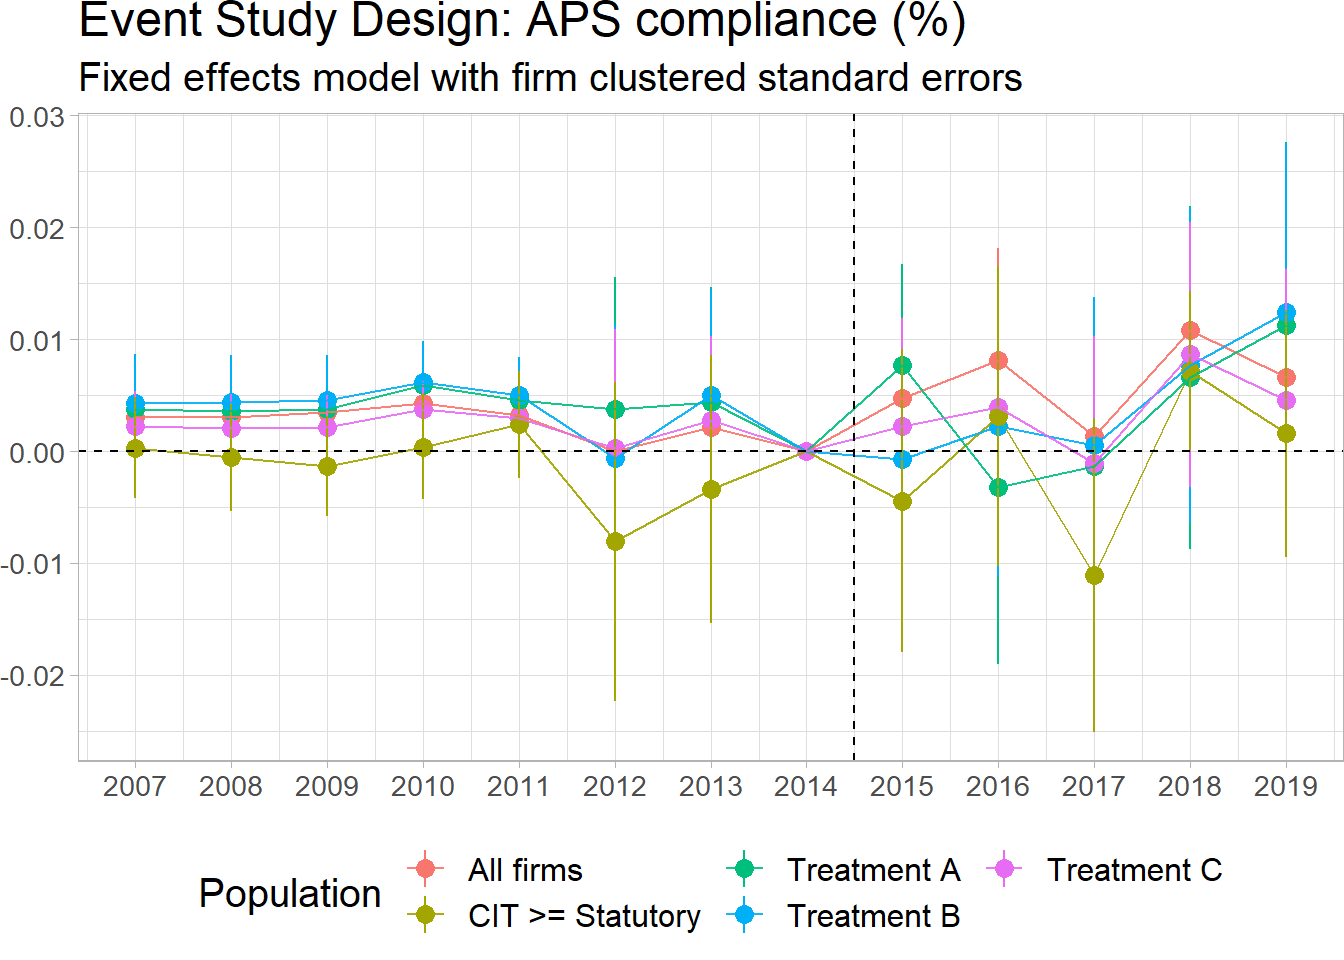 Event Study Design: APS compliance (%)
Fixed effects model with firm clustered standard errors
0.03
0.02
0.01
0.00
-0.01
-0.02
2007 2008 2009 2010 2011 2012 2013 2014 2015 2016 2017 2018 2019
Population
All firms
Treatment A
Treatment C
CIT >= Statutory
Treatment B